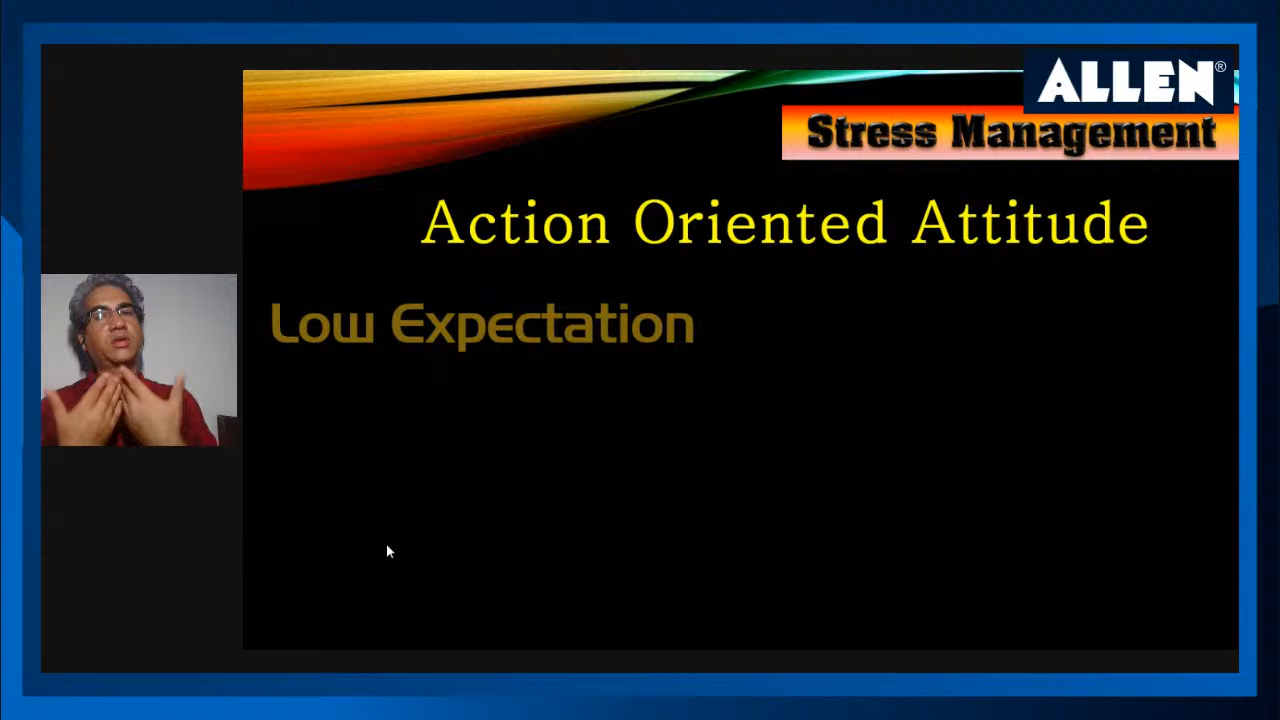 ALLEN®
Stress Management
Action Oriented Attitude
Low Expectation